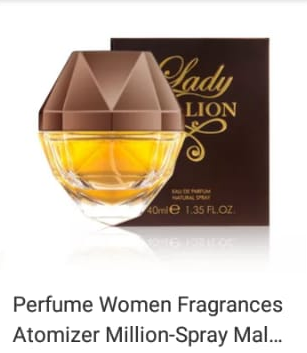 Lady
LION
EAU DE PARFUM
NATURAL SPRAY
40ml e 1.35 FL.OZ.
Perfume Women Fragrances
Atomizer Million-Spray Mal...